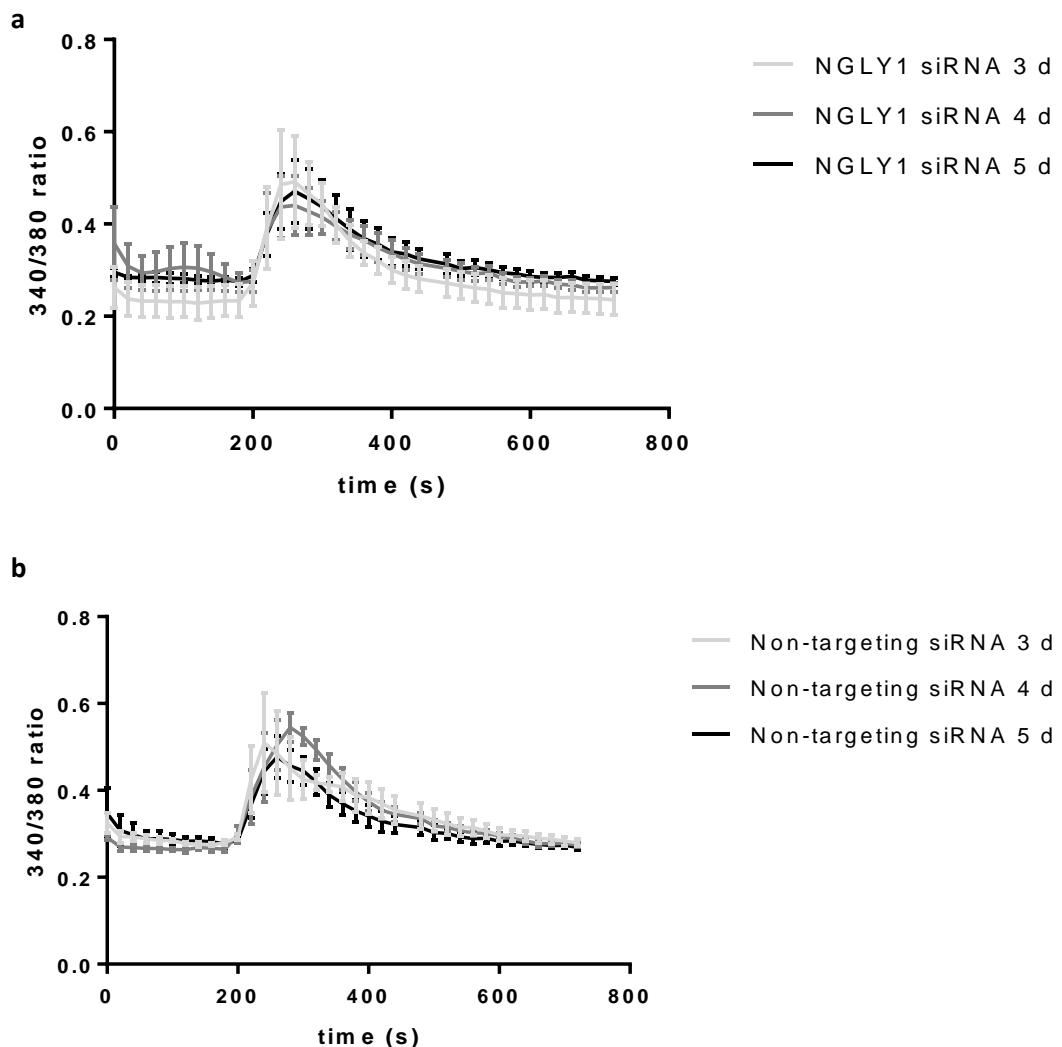 a
0.8
0.6
0.4
0.2
0.0
340/380 ratio
0
200
400
600
800
time (s)
NGLY1 siRNA 3 d
NGLY1 siRNA 4 d
NGLY1 siRNA 5 d
b
0.8
0.6
0.4
0.2
0.0
340/380 ratio
0
200
400
600
800
time (s)
Non-targeting siRNA 3 d
Non-targeting siRNA 4 d
Non-targeting siRNA 5 d